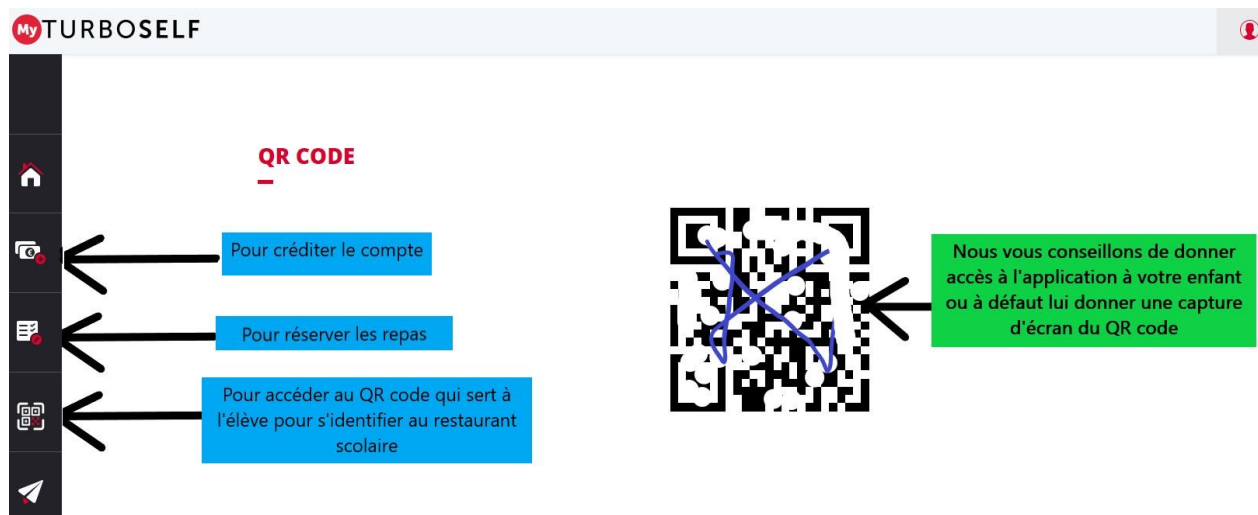 My TURBOSELF
QR CODE
Pour créditer le compte
Pour réserver les repas
Pour accéder au QR code qui sert à
l'élève pour s'identifier au restaurant
scolaire
Nous vous conseillons de donner
accès à l'application à votre enfant
ou à défaut lui donner une capture
d'écran du QR code